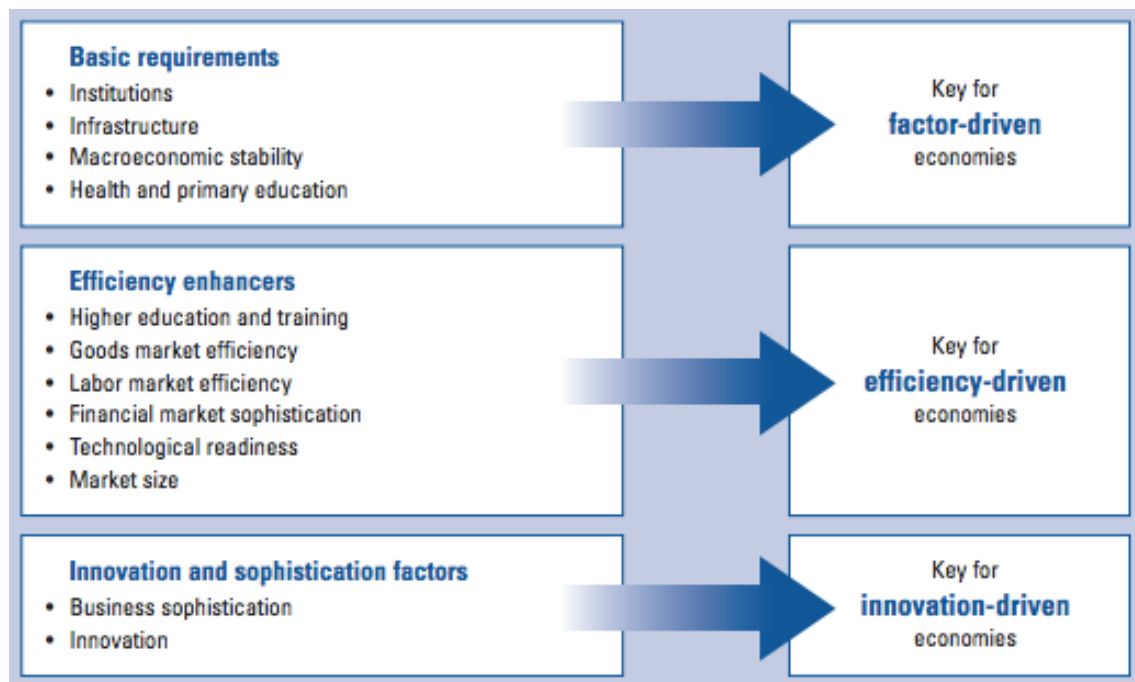 Basic requirements
• Institutions
• Infrastructure
• Macroeconomic stability
• Health and primary education
Key for
factor-driven
economies
Efficiency enhancers
• Higher education and training
• Goods market efficiency
• Labor market efficiency
• Financial market sophistication
• Technological readiness
• Market size
Key for
efficiency-driven
economies
Innovation and sophistication factors
• Business sophistication
• Innovation
Key for
innovation-driven
economies